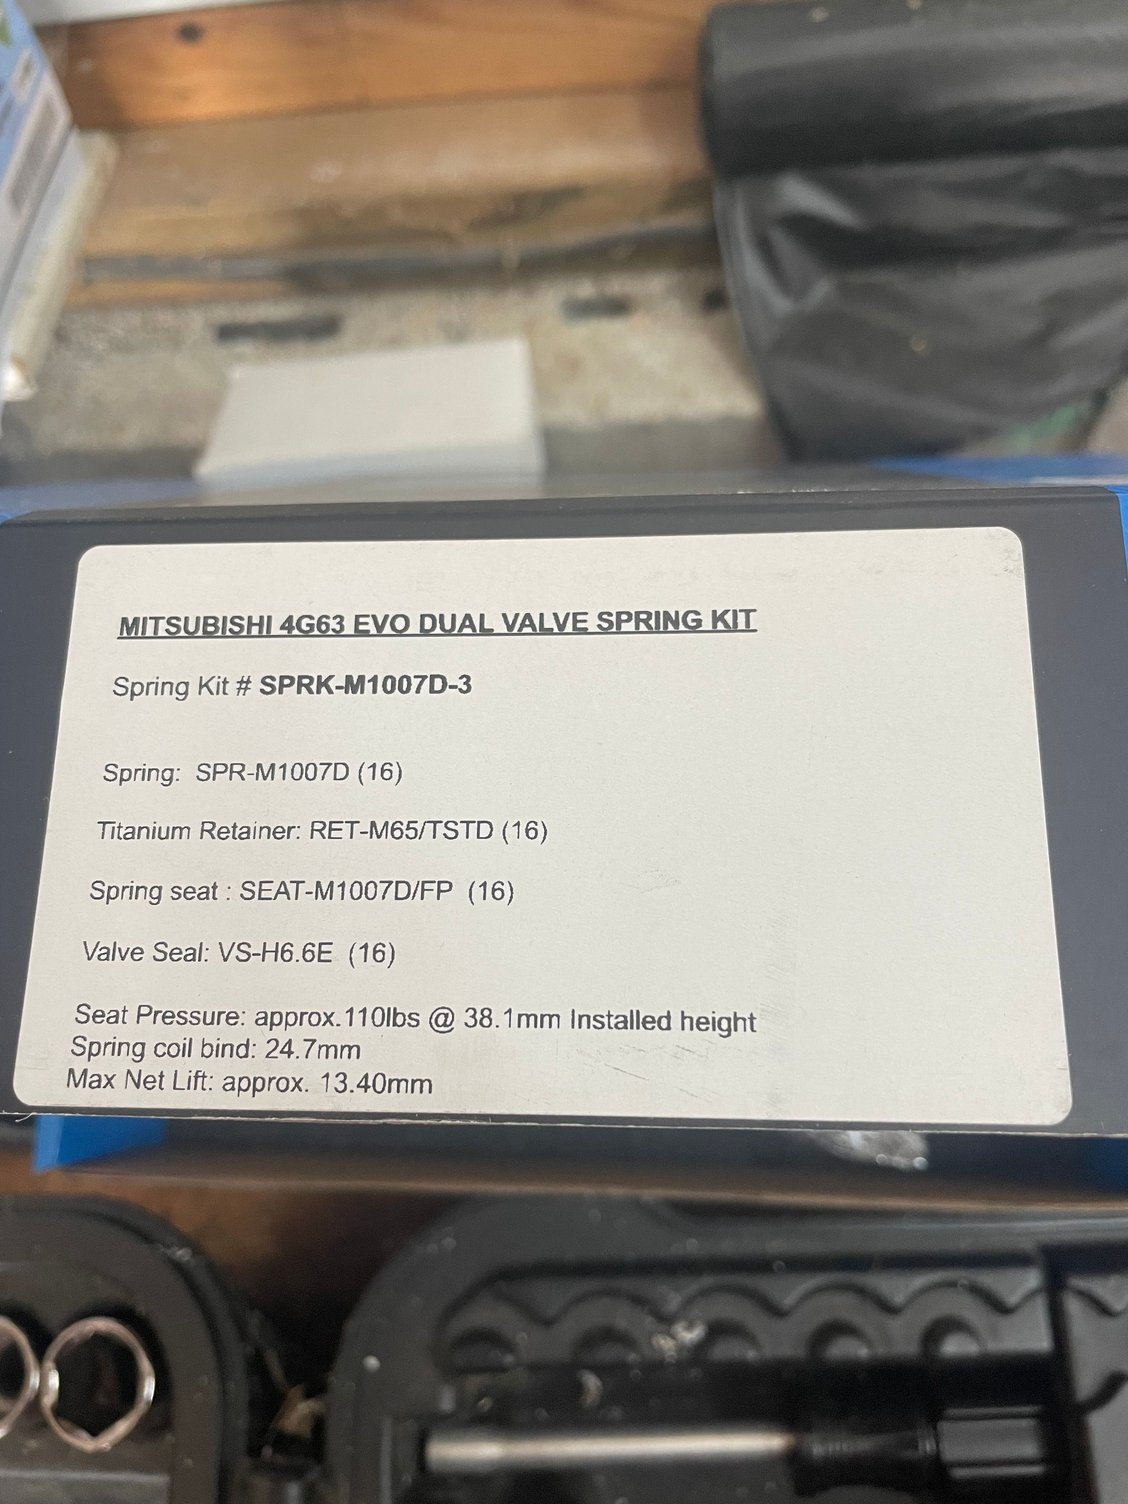 MITSUBISHI 4G63 EVO DUAL VALVE SPRING KIT
Spring Kit # SPRK-M1007D-3
Spring: SPR-M1007D (16)
Titanium Retainer: RET-M65/TSTD (16)
Spring seat : SEAT-M1007D/FP (16)
Valve Seal: VS-H6.6E (16)
Seat Pressure: approx.110lbs @ 38.1mm Installed height
Spring coil bind: 24.7mm
Max Net Lift: approx. 13.40mm